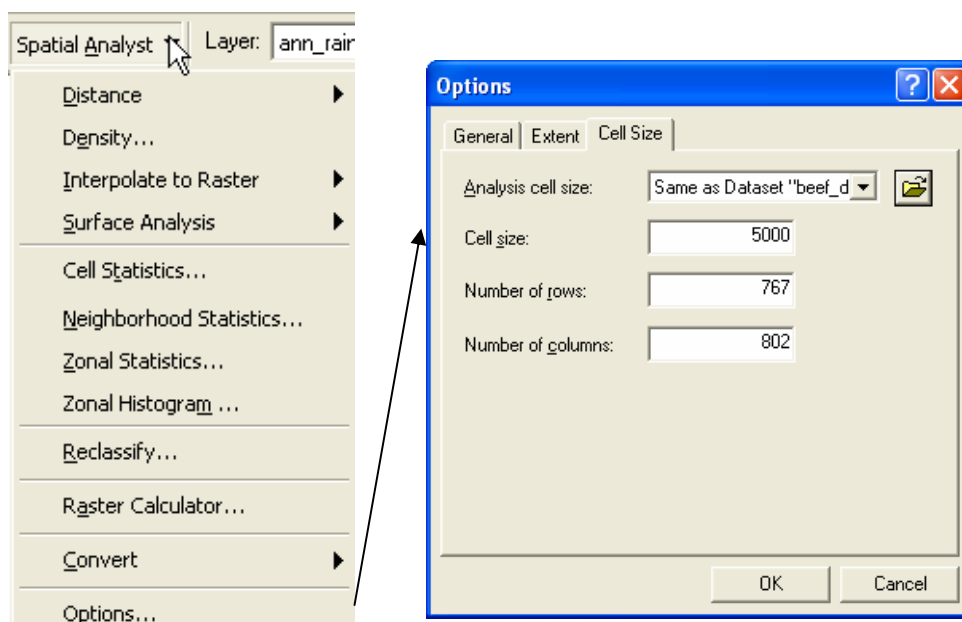 Spatial Analyst Layer: ann_rain
Distance
Density...
Interpolate to Raster
Surface Analysis
Cell Statistics...
Neighborhood Statistics...
Zonal Statistics...
Zonal Histogram ...
Reclassify...
Raster Calculator...
Convert
Options...
Options
General Extent Cell Size
Analysis cell size: Same as Dataset "beef_d
Cell size: 5000
Number of rows: 767
Number of columns: 802
OK Cancel